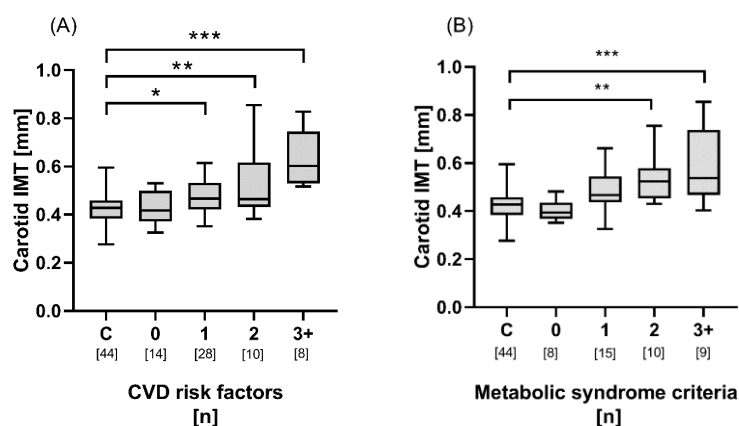 (A)
***
**
*
Carotid IMT [mm]
1.0
0.8
0.6
0.4
0.2
0.0
C 0 1 2 3+
[44] [14] [28] [10] [8]
CVD risk factors
[n]
(B)
***
**
Carotid IMT [mm]
1.0
0.8
0.6
0.4
0.2
0.0
C 0 1 2 3+
[44] [8] [15] [10] [9]
Metabolic syndrome criteria
[n]